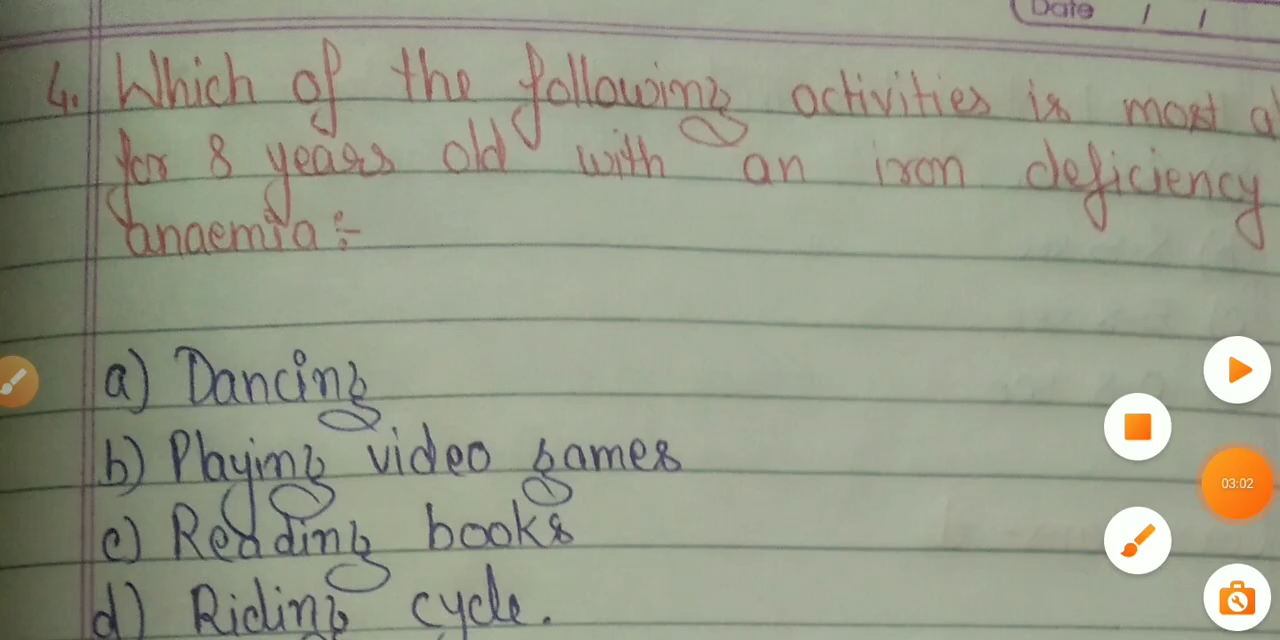 Date / /
4. Which of the following activities is most a
for 8 years old with an iron deficiency
anaemia :-
a) Dancing
b) Playing video games
c) Reading books
d) Riding cycle.
03:02